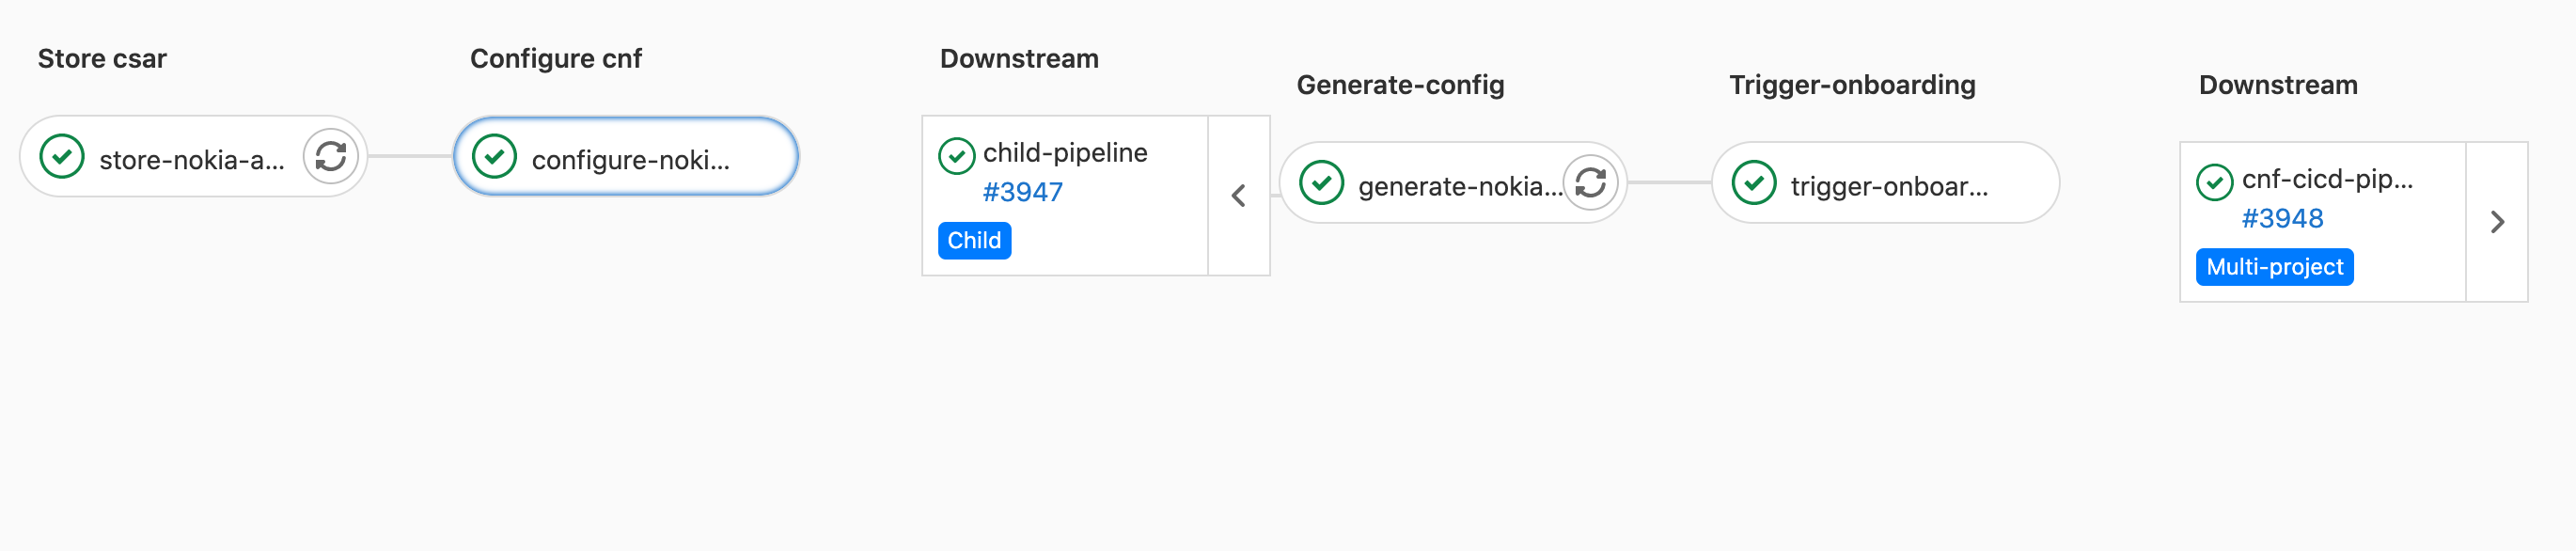 Store csar
Configure cnf
Downstream
Generate-config
Trigger-onboarding
Downstream
store-nokia-a...
configure-noki...
child-pipeline
#3947
Child
generate-nokia...
trigger-onboar...
cnf-cicd-pip...
#3948
Multi-project